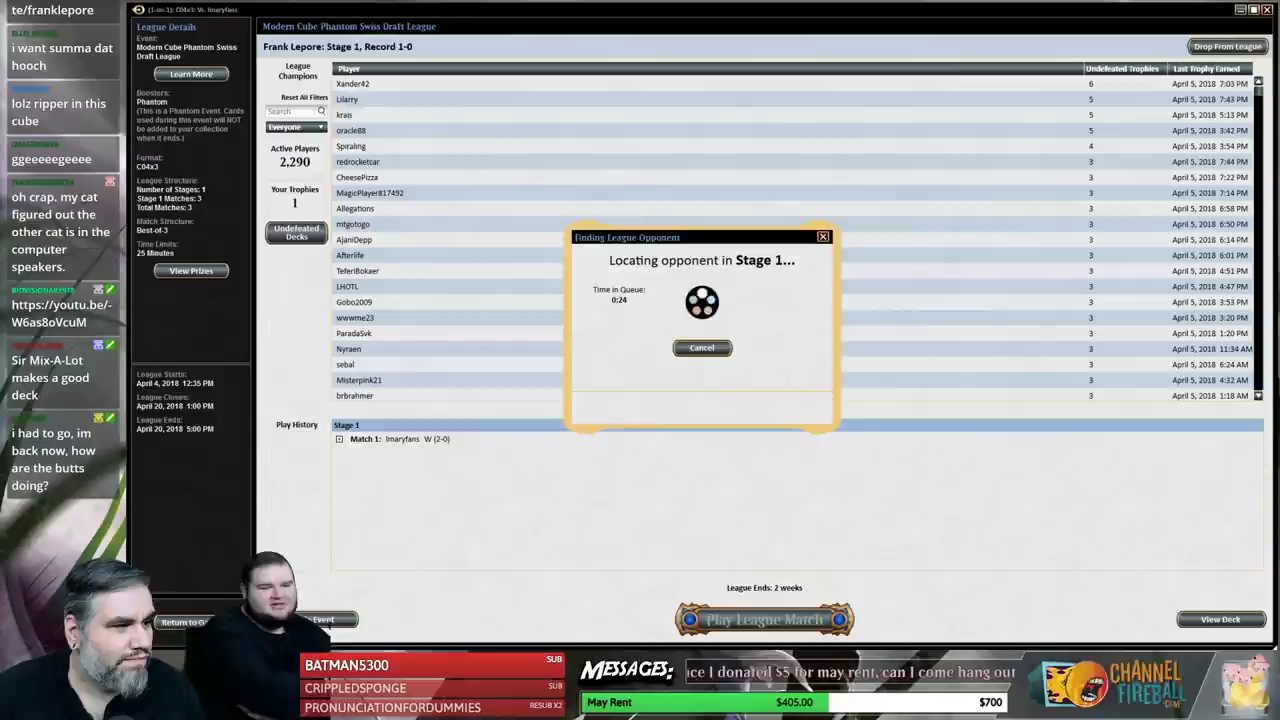 te/franklepore
i want summa dat
hooch
lolz ripper in this
cube
ggeeeegeeee
oh crap. my cat
figured out the
other cat is in the
computer
speakers.
https://youtu.be/-
W6as8oVcuM
Sir Mix-A-Lot
makes a good
deck
i had to go, im
back now, how
are the butts
doing?
(1-on-1): C04x3: Vs. lmaryfans
League Details
Event:
Modern Cube Phantom Swiss
Draft League
Learn More
Boosters:
Phantom
(This is a Phantom Event. Cards
used during this event will NOT
be added to your collection
when it ends.)
Format:
C04x3
League Structure:
Number of Stages: 1
Stage 1 Matches: 3
Total Matches: 3
Match Structure:
Best-of-3
Time Limits:
25 Minutes
View Prizes
League Starts:
April 4, 2018 12:35 PM
League Closes:
April 20, 2018 1:00 PM
League Ends:
April 20, 2018 5:00 PM
Modern Cube Phantom Swiss Draft League
Frank Lepore: Stage 1, Record 1-0
Drop From League
League
Champions
Reset All Filters
Search
Everyone
Active Players
2,290
Your Trophies
1
Undefeated
Decks
Player Undefeated Trophies Last Trophy Earned
Xander42 6 April 5, 2018 7:03 PM
Lilarry 5 April 5, 2018 7:43 PM
krais 5 April 5, 2018 5:13 PM
oracle88 5 April 5, 2018 3:42 PM
Spiraling 4 April 5, 2018 3:54 PM
redrocketcar 3 April 5, 2018 7:44 PM
CheesePizza 3 April 5, 2018 7:22 PM
MagicPlayer817492 3 April 5, 2018 7:14 PM
Allegations 3 April 5, 2018 6:58 PM
mtgotogo 3 April 5, 2018 6:50 PM
AjaniDepp 3 April 5, 2018 6:14 PM
Afterlife 3 April 5, 2018 6:01 PM
TeferiBokaer 3 April 5, 2018 4:51 PM
LHOTL 3 April 5, 2018 4:47 PM
Gobo2009 3 April 5, 2018 3:53 PM
wwwme23 3 April 5, 2018 3:20 PM
ParadaSvk 3 April 5, 2018 1:20 PM
Nyraen 3 April 5, 2018 11:34 AM
sebal 3 April 5, 2018 6:24 AM
Misterpink21 3 April 5, 2018 4:32 AM
brbrahmer 3 April 5, 2018 1:18 AM
Finding League Opponent
Locating opponent in Stage 1...
Time in Queue:
0:24
Cancel
Play History
Stage 1
Match 1: lmaryfans W (2-0)
League Ends: 2 weeks
Return to G
Event
Play League Match
View Deck
BATMAN5300 SUB
CRIPPLEDSPONGE SUB
PRONUNCIATIONFORDUMMIES RESUB X2
MESSAGES:
ce I donated $5 for may rent, can I come hang out
May Rent $405.00 $700
CHANNEL
FIREBALL
.COM